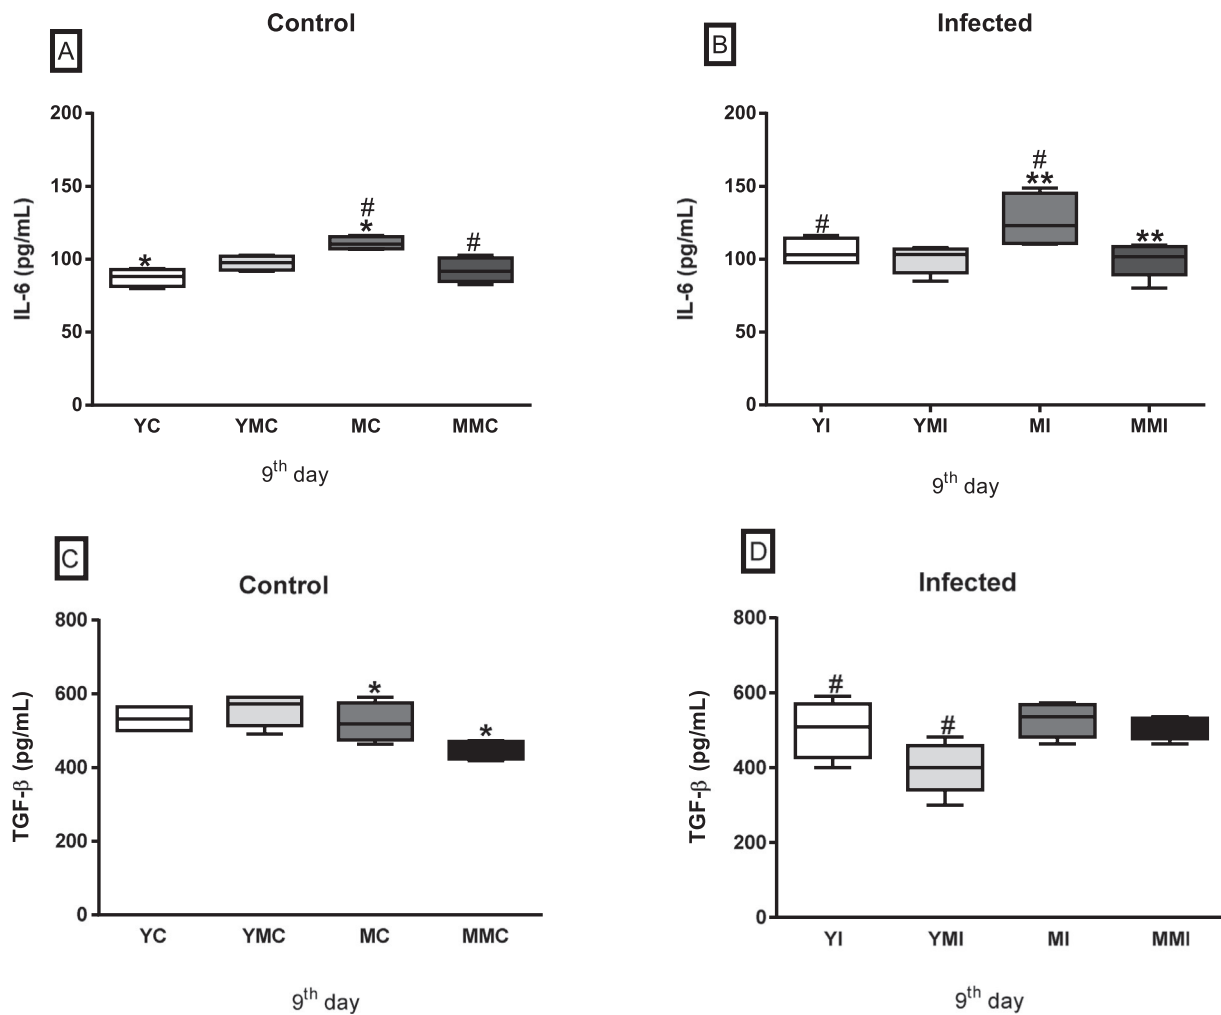 A
Control
200
150
100
50
0
IL-6 (pg/mL)
*
#
*
#
YC YMC MC MMC
9th day
B
Infected
200
150
100
50
0
IL-6 (pg/mL)
#
#
**
**
YI YMI MI MMI
9th day
C
Control
800
600
400
200
0
TGF-β (pg/mL)
*
*
YC YMC MC MMC
9th day
D
Infected
800
600
400
200
0
TGF-β (pg/mL)
#
#
YI YMI MI MMI
9th day